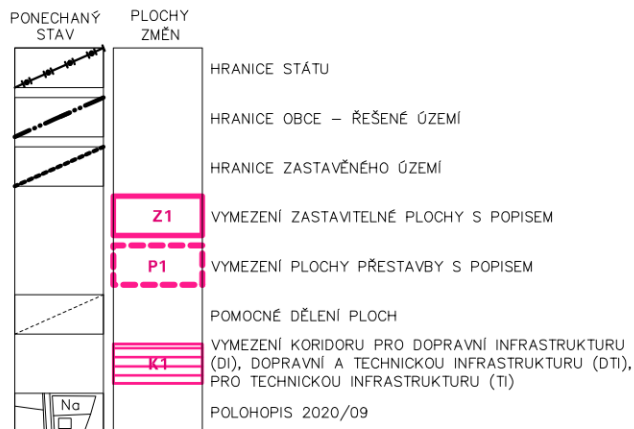 PONECHANÝ STAV
PLOCHY ZMĚN
HRANICE STÁTU
HRANICE OBCE – ŘEŠENÉ ÚZEMÍ
HRANICE ZASTAVĚNÉHO ÚZEMÍ
Z1 VYMEZENÍ ZASTAVITELNÉ PLOCHY S POPISEM
P1 VYMEZENÍ PLOCHY PŘESTAVBY S POPISEM
POMOCNÉ DĚLENÍ PLOCH
VYMEZENÍ KORIDORU PRO DOPRAVNÍ INFRASTRUKTURU
K1 (DI), DOPRAVNÍ A TECHNICKOU INFRASTRUKTURU (DTI),
PRO TECHNICKOU INFRASTRUKTURU (TI)
Na POLOHOPIS 2020/09